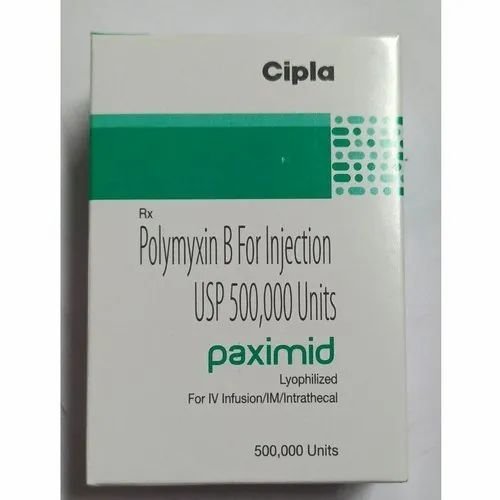 Cipla
Rx
Polymyxin B For Injection
USP 500,000 Units
paximid
Lyophilized
For IV Infusion/IM/Intrathecal
500,000 Units